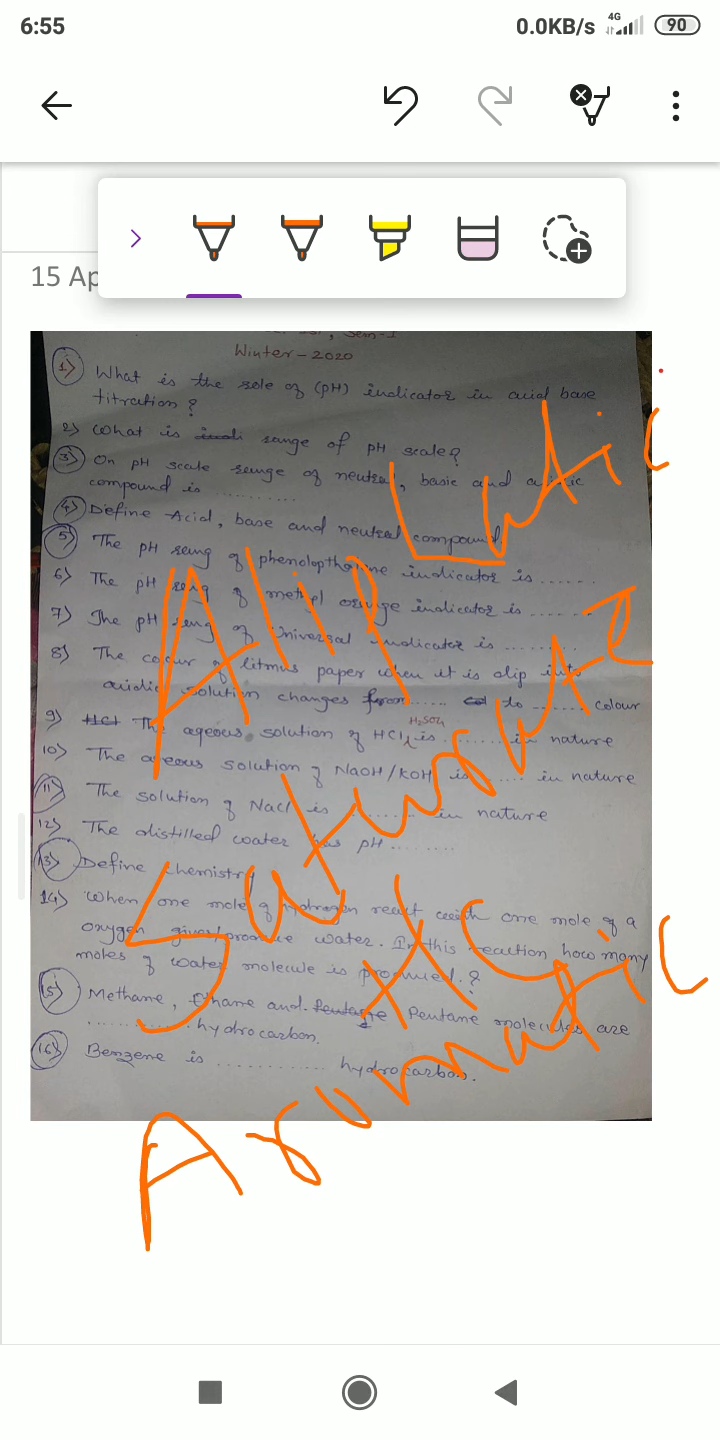 6:55
0.0KB/s 4G 90
15 Ap
Winter-2020
1) What is the role of (pH) indicator in acid base
titration?
2) What is range of pH scale?
3) On pH scale range of neutral, basic and acidic
compound is ..........
4) Define Acid, base and neutral compound.
5) The pH rang of phenolopthaline indicator is ......
6) The pH rang of methyl orange indicator is .......
7) The pH rang of Universal indicator is ........
8) The colour of litmus paper when it is dip into
acidic solution changes from..... to ....... colour
9) HCl The aqeous solution of HCl, H₂SO₄ is ........ in nature
10) The aqeous solution of NaOH/KOH is .... in nature
11) The solution of NaCl is ........ in nature
12) The distilled water has pH ........
13) Define Chemistry
14) When one mole of hydrogen react with one mole of a
oxygen gives/produce water. In this reaction how many
moles of water molecule is produced.?
15) Methane, Ethane and Pentane molecules are
............. hydrocarbon.
16) Benzene is ............. hydrocarbon.
Aliphatic
Saturated
HC
Aromatic